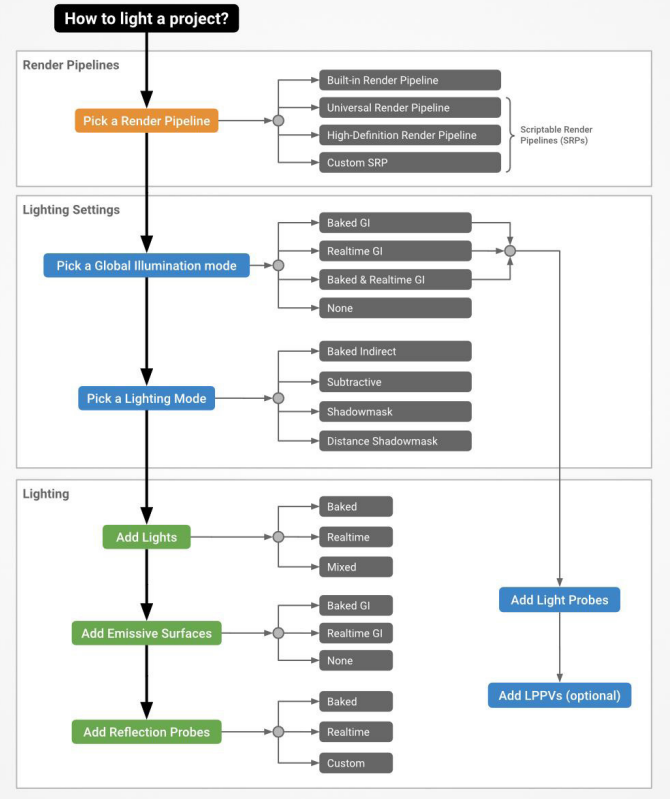 How to light a project?
Render Pipelines
Pick a Render Pipeline
Built-in Render Pipeline
Universal Render Pipeline
High-Definition Render Pipeline
Custom SRP
Scriptable Render
Pipelines (SRPs)
Lighting Settings
Pick a Global Illumination mode
Baked GI
Realtime GI
Baked & Realtime GI
None
Pick a Lighting Mode
Baked Indirect
Subtractive
Shadowmask
Distance Shadowmask
Lighting
Add Lights
Baked
Realtime
Mixed
Add Emissive Surfaces
Baked GI
Realtime GI
None
Add Reflection Probes
Baked
Realtime
Custom
Add Light Probes
Add LPPVs (optional)